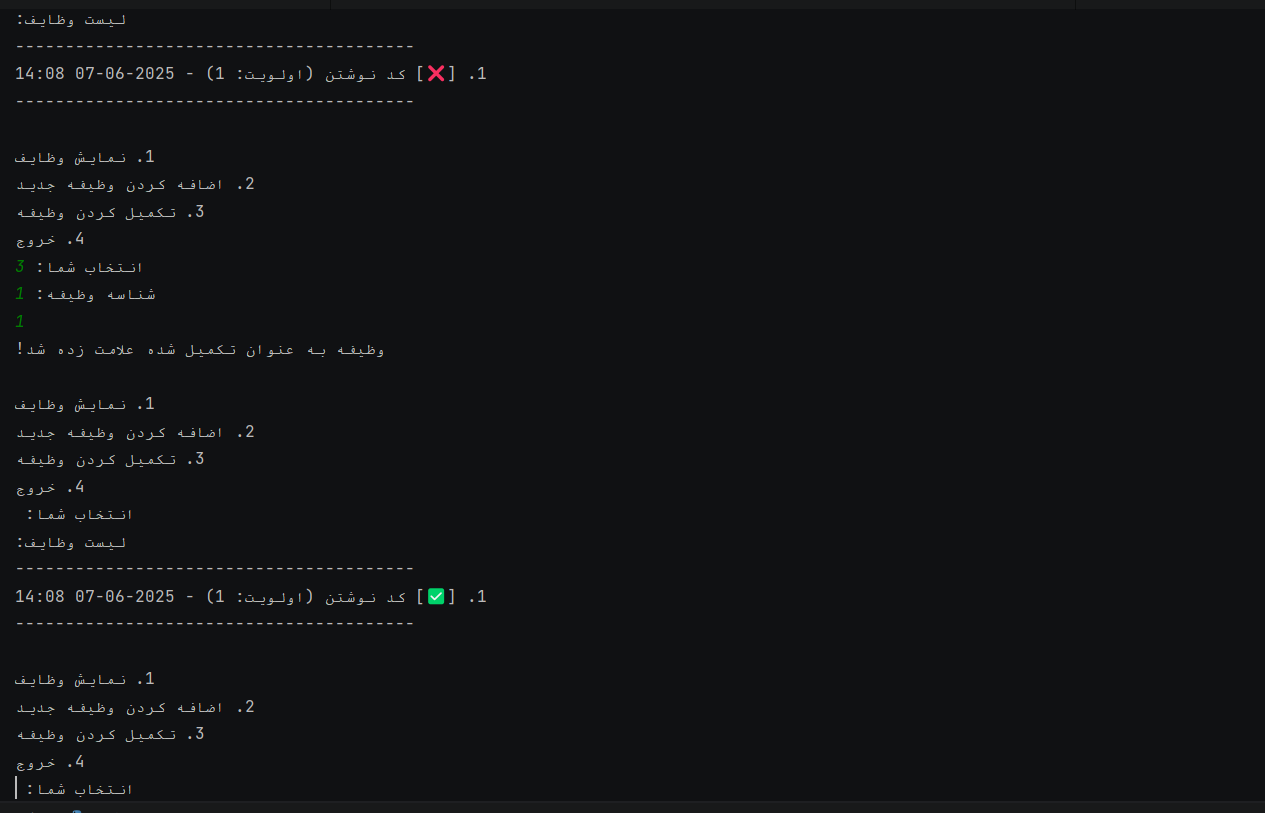 لیست وظایف:
----------------------------------------
1. [❌] کد نوشتن (اولویت: 1) - 2025-06-07 14:08
----------------------------------------
1. نمایش وظایف
2. اضافه کردن وظیفه جدید
3. تکمیل کردن وظیفه
4. خروج
انتخاب شما: 3
شناسه وظیفه: 1
1
وظیفه به عنوان تکمیل شده علامت زده شد!
1. نمایش وظایف
2. اضافه کردن وظیفه جدید
3. تکمیل کردن وظیفه
4. خروج
انتخاب شما:
لیست وظایف:
----------------------------------------
1. [✅] کد نوشتن (اولویت: 1) - 2025-06-07 14:08
----------------------------------------
1. نمایش وظایف
2. اضافه کردن وظیفه جدید
3. تکمیل کردن وظیفه
4. خروج
انتخاب شما: